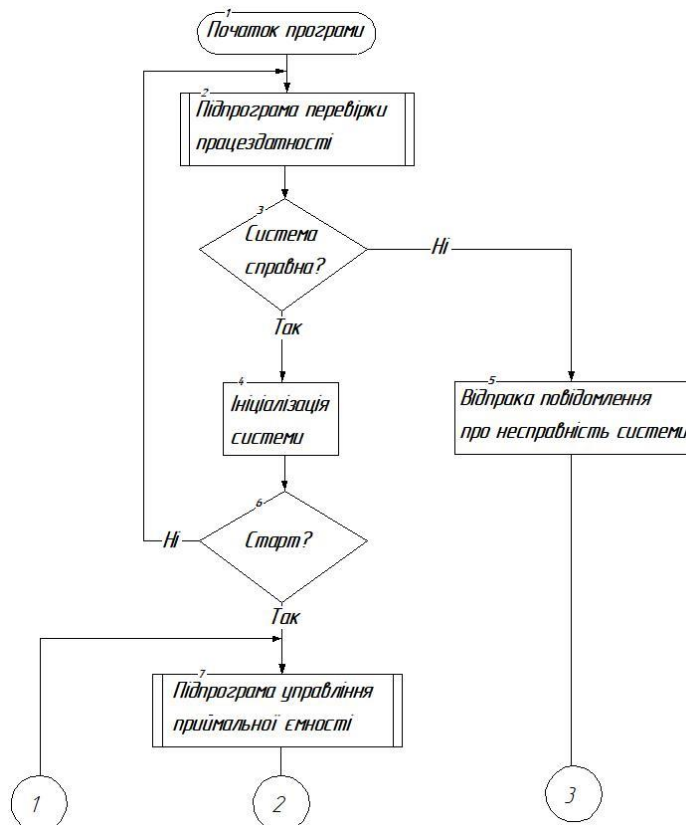 1
Початок програми
2
Підпрограма перевірки
працездатності
3
Система
справна?
Ні
Так
4
Ініціалізація
системи
5
Відпрака повідомлення
про несправність системи
6
Старт?
Ні
Так
7
Підпрограма управління
приймальної ємності
1
2
3